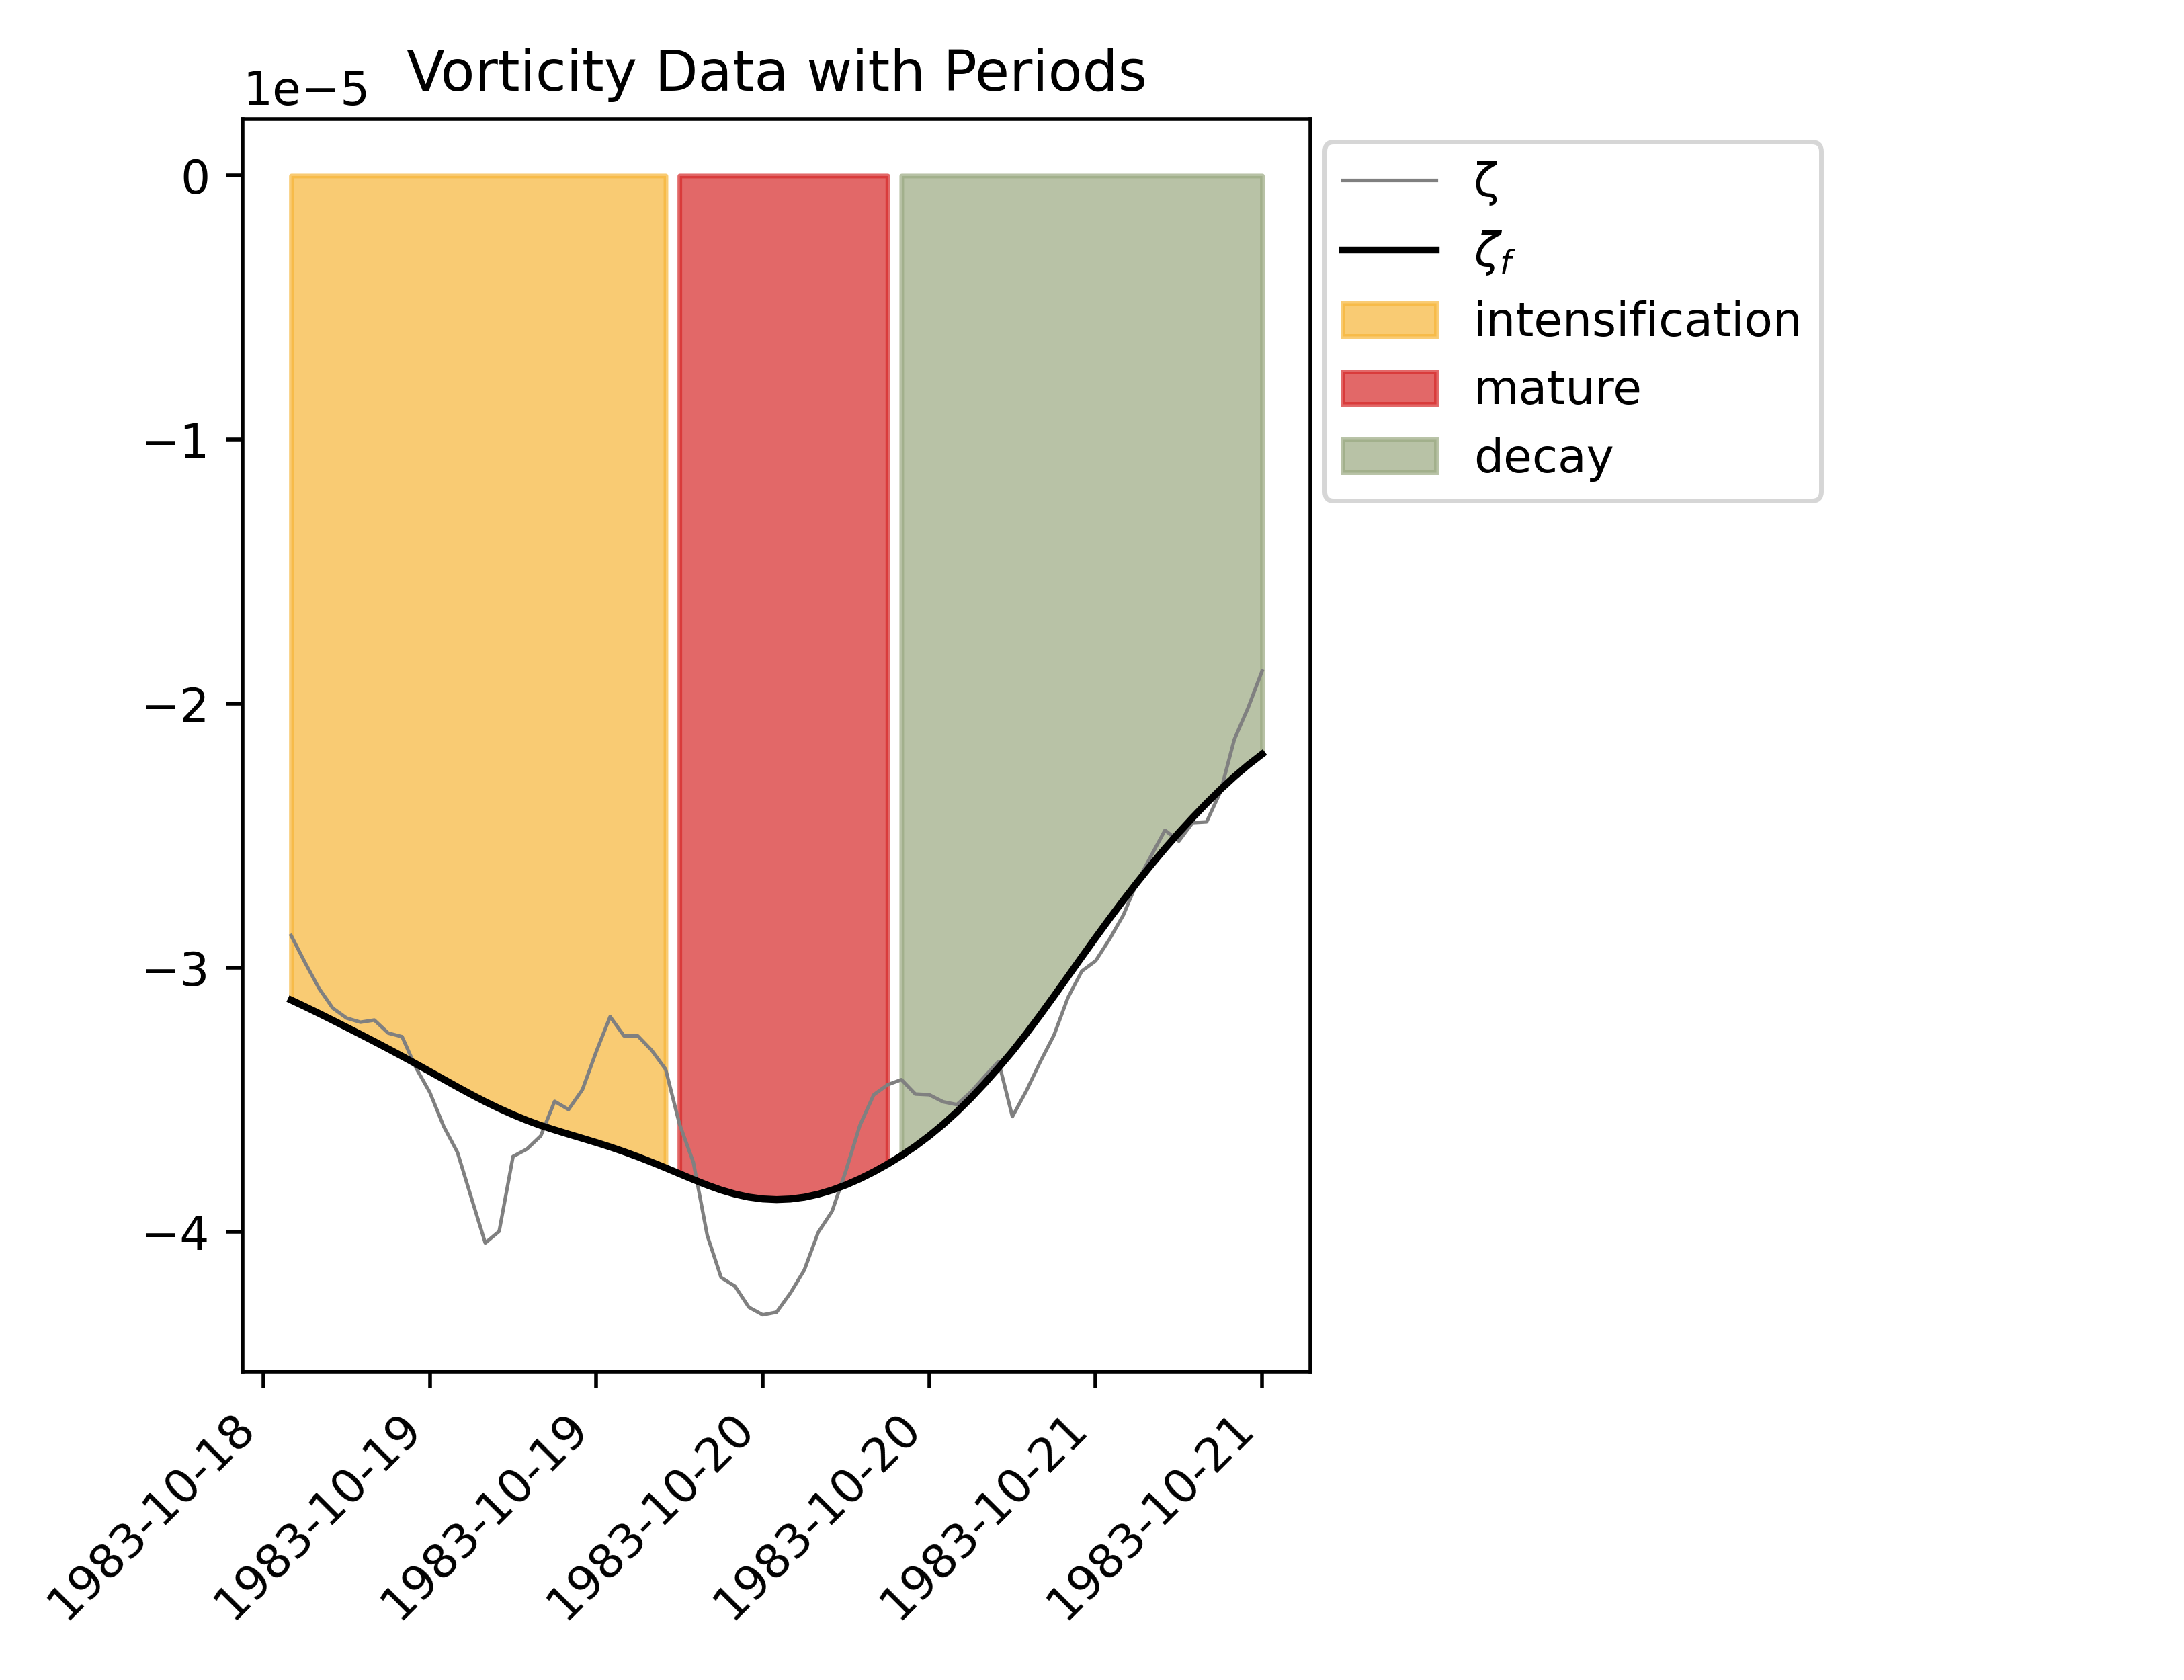 Vorticity Data with Periods
1e−5
0
−1
−2
−3
−4
1983-10-18
1983-10-19
1983-10-19
1983-10-20
1983-10-20
1983-10-21
1983-10-21
ζ
ζf
intensification
mature
decay